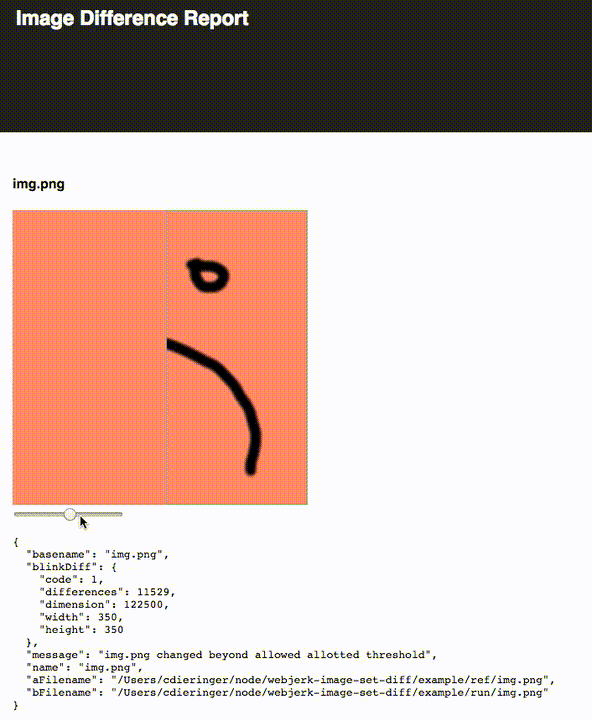 Image Difference Report
img.png
{
  "basename": "img.png",
  "blinkDiff": {
    "code": 1,
    "differences": 11529,
    "dimension": 122500,
    "width": 350,
    "height": 350
  },
  "message": "img.png changed beyond allowed allotted threshold",
  "name": "img.png",
  "aFilename": "/Users/cdieringer/node/webjerk-image-set-diff/example/ref/img.png",
  "bFilename": "/Users/cdieringer/node/webjerk-image-set-diff/example/run/img.png"
}